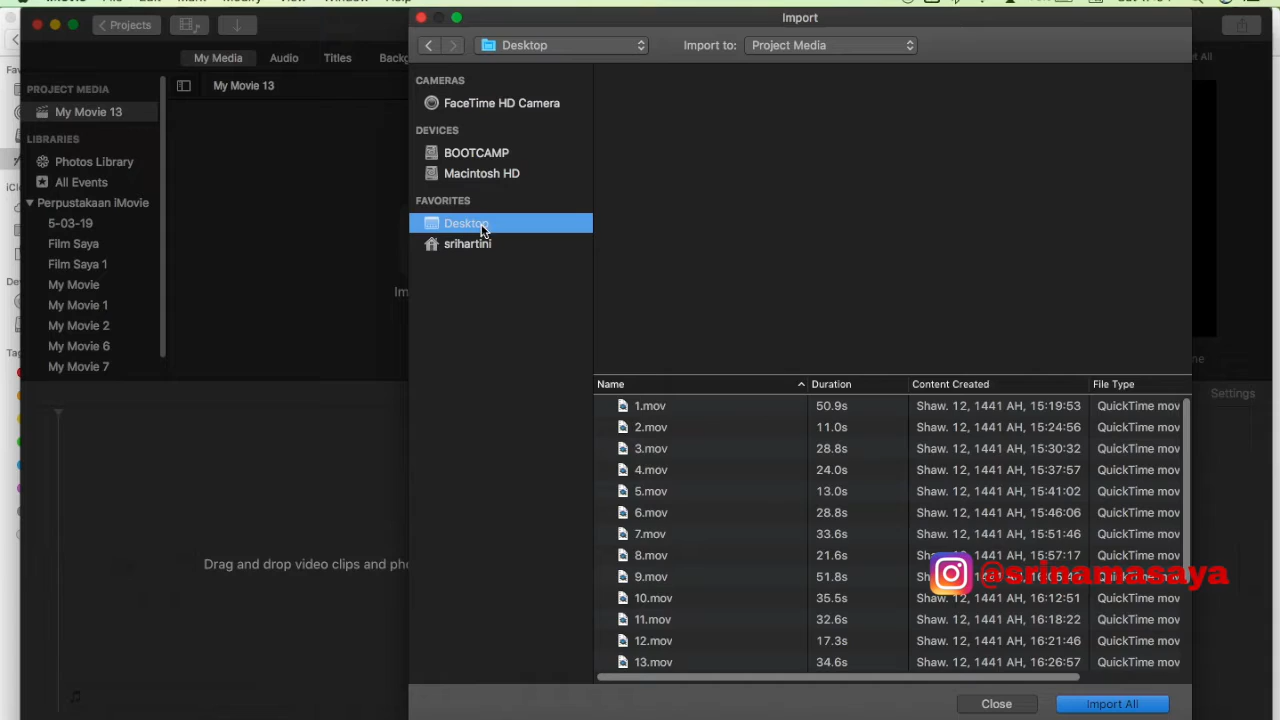 Import
Projects
Desktop
Import to: Project Media
My Media
Audio
Titles
PROJECT MEDIA
My Movie 13
My Movie 13
LIBRARIES
Photos Library
All Events
Perpustakaan iMovie
5-03-19
Film Saya
Film Saya 1
My Movie
My Movie 1
My Movie 2
My Movie 6
My Movie 7
CAMERAS
FaceTime HD Camera
DEVICES
BOOTCAMP
Macintosh HD
FAVORITES
Desktop
srihartini
Name Duration Content Created File Type
1.mov 50.9s Shaw. 12, 1441 AH, 15:19:53 QuickTime mov
2.mov 11.0s Shaw. 12, 1441 AH, 15:24:56 QuickTime mov
3.mov 28.8s Shaw. 12, 1441 AH, 15:30:32 QuickTime mov
4.mov 24.0s Shaw. 12, 1441 AH, 15:37:57 QuickTime mov
5.mov 13.0s Shaw. 12, 1441 AH, 15:41:02 QuickTime mov
6.mov 28.8s Shaw. 12, 1441 AH, 15:46:06 QuickTime mov
7.mov 33.6s Shaw. 12, 1441 AH, 15:51:46 QuickTime mov
8.mov 21.6s Shaw. 12, 1441 AH, 15:57:17 QuickTime mov
9.mov 51.8s QuickTime mov
@srinamasaya
10.mov 35.5s Shaw. 12, 1441 AH, 16:12:51 QuickTime mov
11.mov 32.6s Shaw. 12, 1441 AH, 16:18:22 QuickTime mov
12.mov 17.3s Shaw. 12, 1441 AH, 16:21:46 QuickTime mov
13.mov 34.6s Shaw. 12, 1441 AH, 16:26:57 QuickTime mov
Settings
Drag and drop video clips and pho
Close
Import All